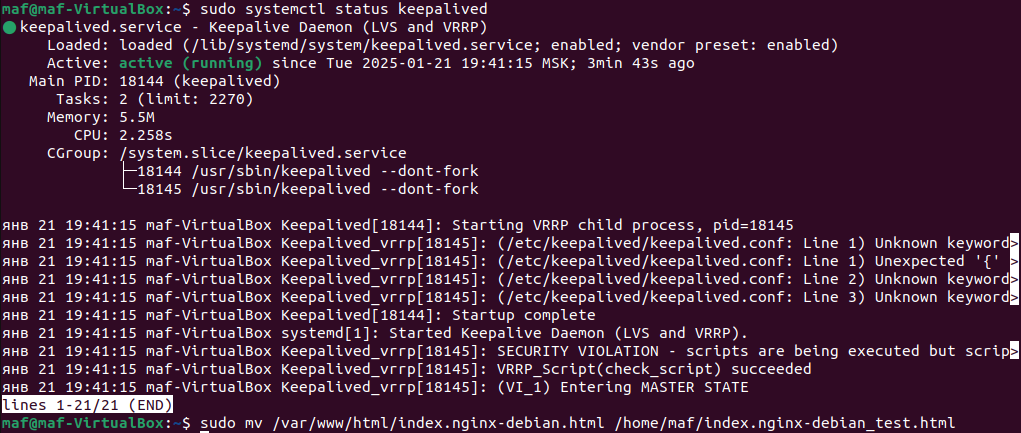 maf@maf-VirtualBox:~$ sudo systemctl status keepalived
● keepalived.service - Keepalive Daemon (LVS and VRRP)
     Loaded: loaded (/lib/systemd/system/keepalived.service; enabled; vendor preset: enabled)
     Active: active (running) since Tue 2025-01-21 19:41:15 MSK; 3min 43s ago
   Main PID: 18144 (keepalived)
      Tasks: 2 (limit: 2270)
     Memory: 5.5M
        CPU: 2.258s
     CGroup: /system.slice/keepalived.service
             ├─18144 /usr/sbin/keepalived --dont-fork
             └─18145 /usr/sbin/keepalived --dont-fork

янв 21 19:41:15 maf-VirtualBox Keepalived[18144]: Starting VRRP child process, pid=18145
янв 21 19:41:15 maf-VirtualBox Keepalived_vrrp[18145]: (/etc/keepalived/keepalived.conf: Line 1) Unknown keyword>
янв 21 19:41:15 maf-VirtualBox Keepalived_vrrp[18145]: (/etc/keepalived/keepalived.conf: Line 1) Unexpected '{' >
янв 21 19:41:15 maf-VirtualBox Keepalived_vrrp[18145]: (/etc/keepalived/keepalived.conf: Line 2) Unknown keyword>
янв 21 19:41:15 maf-VirtualBox Keepalived_vrrp[18145]: (/etc/keepalived/keepalived.conf: Line 3) Unknown keyword>
янв 21 19:41:15 maf-VirtualBox Keepalived[18144]: Startup complete
янв 21 19:41:15 maf-VirtualBox systemd[1]: Started Keepalive Daemon (LVS and VRRP).
янв 21 19:41:15 maf-VirtualBox Keepalived_vrrp[18145]: SECURITY VIOLATION - scripts are being executed but scrip>
янв 21 19:41:15 maf-VirtualBox Keepalived_vrrp[18145]: VRRP_Script(check_script) succeeded
янв 21 19:41:15 maf-VirtualBox Keepalived_vrrp[18145]: (VI_1) Entering MASTER STATE
lines 1-21/21 (END)
maf@maf-VirtualBox:~$ sudo mv /var/www/html/index.nginx-debian.html /home/maf/index.nginx-debian_test.html